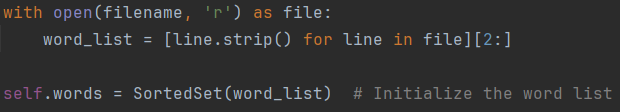 with open(filename, 'r') as file:
    word_list = [line.strip() for line in file][2:]

self.words = SortedSet(word_list)  # Initialize the word list